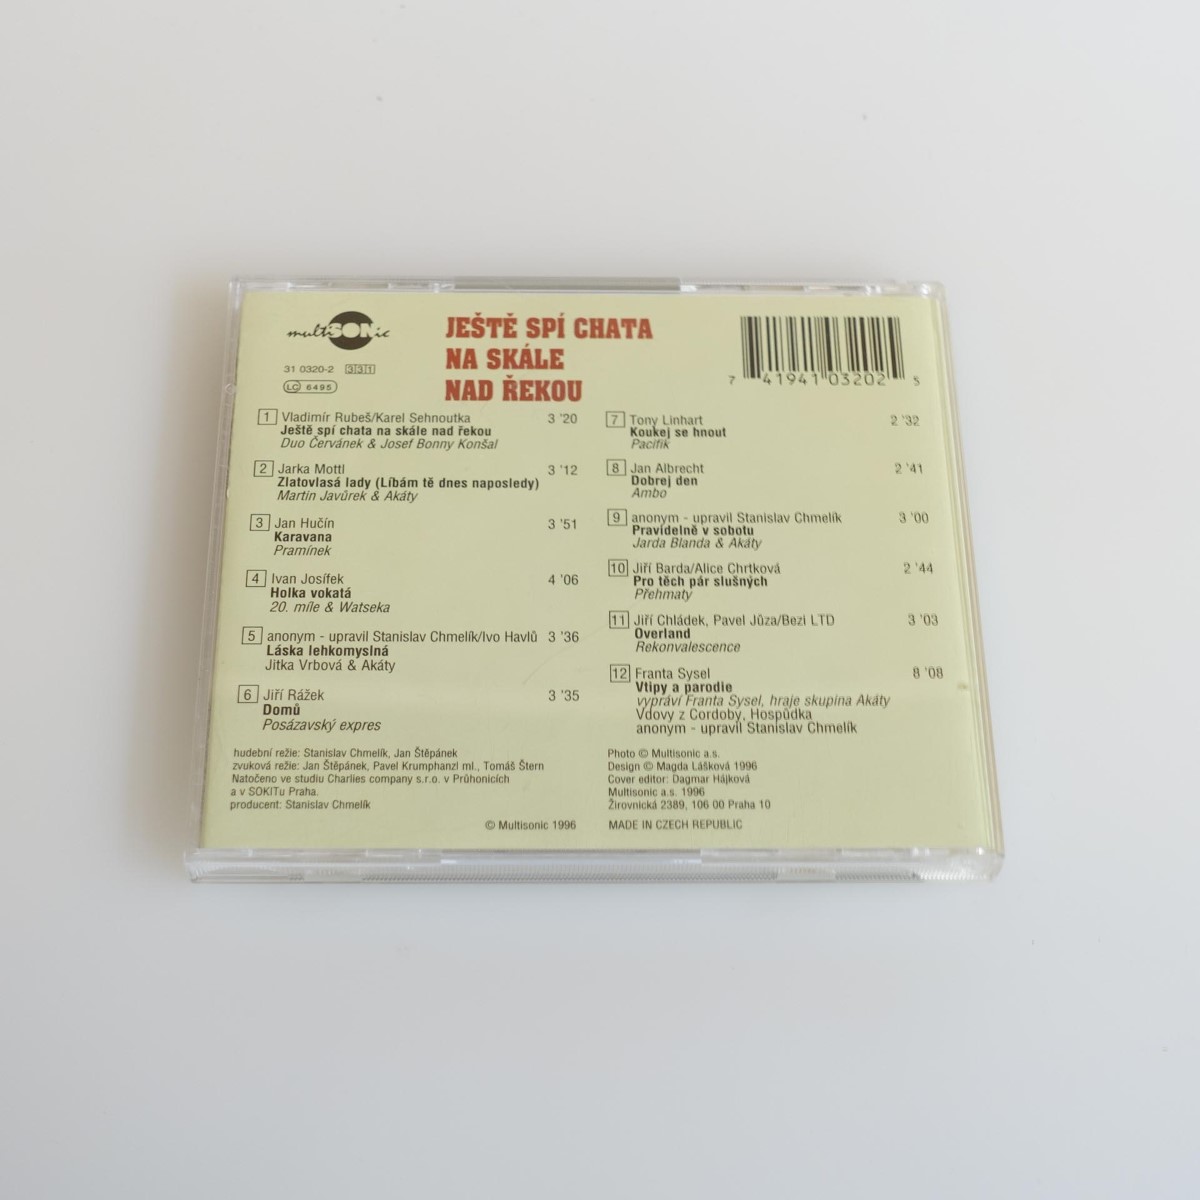 multiSONic
31 0320-2 331
LC 6495
JEŠTĚ SPÍ CHATA
NA SKÁLE
NAD ŘEKOU
7 41941 03202 5
1 Vladimír Rubeš/Karel Sehnoutka 3 '20
Ještě spí chata na skále nad řekou
Duo Červánek & Josef Bonny Konšal
2 Jarka Mottl 3 '12
Zlatovlasá lady (Líbám tě dnes naposledy)
Martin Javůrek & Akáty
3 Jan Hučín 3 '51
Karavana
Pramínek
4 Ivan Josífek 4 '06
Holka vokatá
20. míle & Watseka
5 anonym - upravil Stanislav Chmelík/Ivo Havlů 3 '36
Láska lehkomyslná
Jitka Vrbová & Akáty
6 Jiří Rážek 3 '35
Domů
Posázavský expres
7 Tony Linhart 2 '32
Koukej se hnout
Pacifik
8 Jan Albrecht 2 '41
Dobrej den
Ambo
9 anonym - upravil Stanislav Chmelík 3 '00
Pravidelně v sobotu
Jarda Blanda & Akáty
10 Jiří Barda/Alice Chrtková 2 '44
Pro těch pár slušných
Přehmaty
11 Jiří Chládek, Pavel Jůza/Bezi LTD 3 '03
Overland
Rekonvalescence
12 Franta Sysel 8 '08
Vtipy a parodie
vypráví Franta Sysel, hraje skupina Akáty
Vdovy z Cordoby, Hospůdka
anonym - upravil Stanislav Chmelík
hudební režie: Stanislav Chmelík, Jan Štěpánek
zvuková režie: Jan Štěpánek, Pavel Krumphanzl ml., Tomáš Štern
Natočeno ve studiu Charlies company s.r.o. v Průhonicích
a v SOKITu Praha.
producent: Stanislav Chmelík
© Multisonic 1996
Photo © Multisonic a.s.
Design © Magda Lášková 1996
Cover editor: Dagmar Hájková
Multisonic a.s. 1996
Žirovnická 2389, 106 00 Praha 10
MADE IN CZECH REPUBLIC